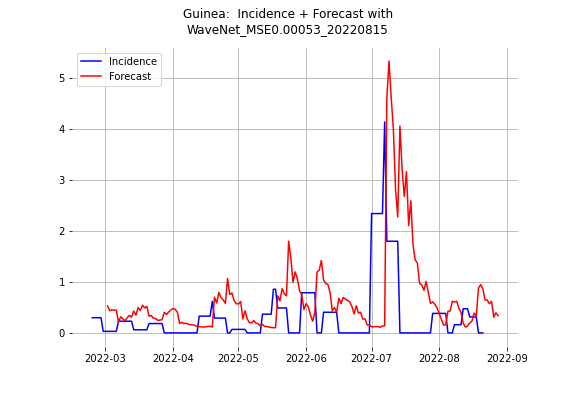 Guinea:  Incidence + Forecast with
WaveNet_MSE0.00053_20220815
Incidence
Forecast
5
4
3
2
1
0
2022-03 2022-04 2022-05 2022-06 2022-07 2022-08 2022-09